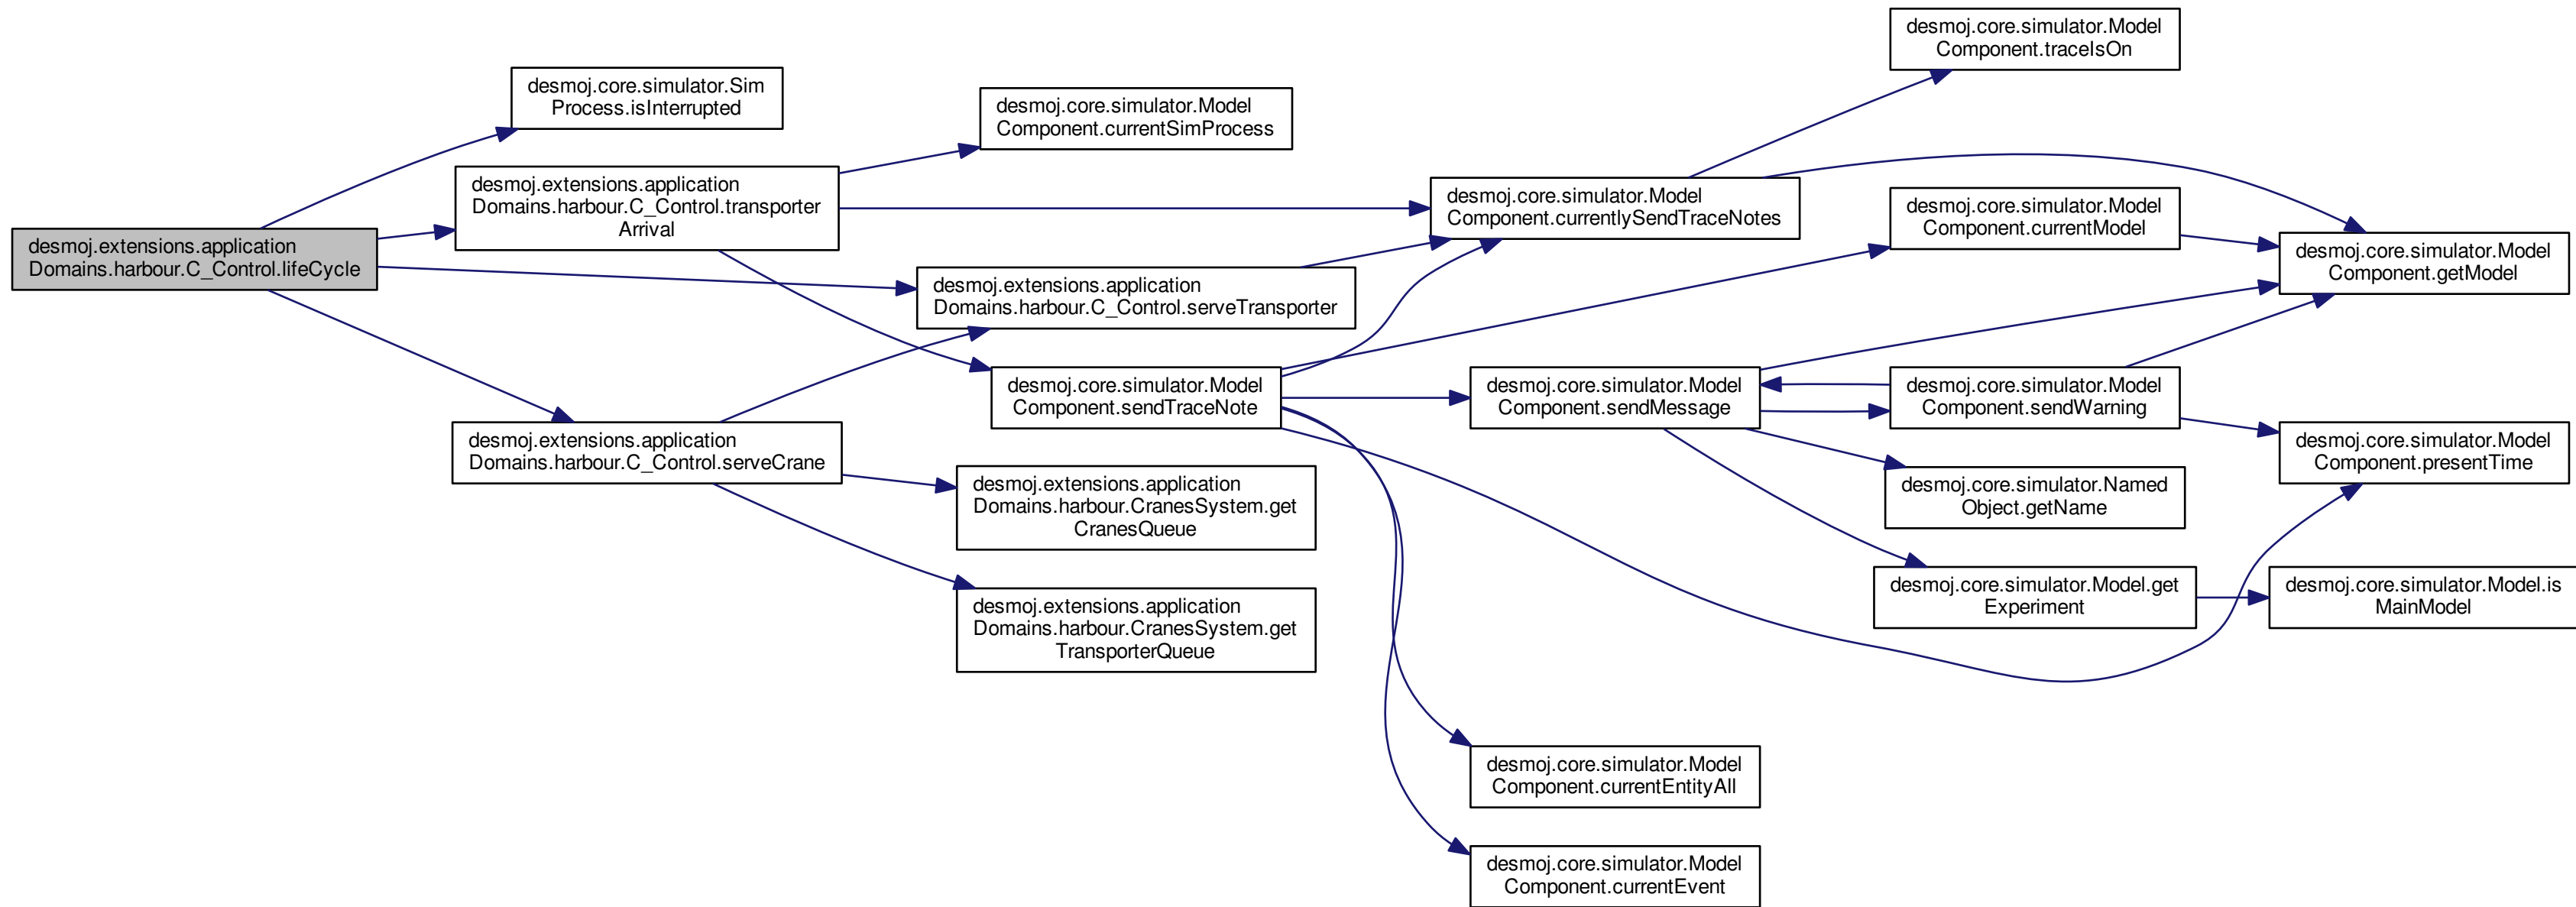 desmoj.extensions.application
Domains.harbour.C_Control.lifeCycle
desmoj.core.simulator.Sim
Process.isInterrupted
desmoj.extensions.application
Domains.harbour.C_Control.transporter
Arrival
desmoj.extensions.application
Domains.harbour.C_Control.serveCrane
desmoj.core.simulator.Model
Component.currentSimProcess
desmoj.extensions.application
Domains.harbour.C_Control.serveTransporter
desmoj.core.simulator.Model
Component.sendTraceNote
desmoj.extensions.application
Domains.harbour.CranesSystem.get
CranesQueue
desmoj.extensions.application
Domains.harbour.CranesSystem.get
TransporterQueue
desmoj.core.simulator.Model
Component.currentlySendTraceNotes
desmoj.core.simulator.Model
Component.sendMessage
desmoj.core.simulator.Model
Component.currentEntityAll
desmoj.core.simulator.Model
Component.currentEvent
desmoj.core.simulator.Model
Component.traceIsOn
desmoj.core.simulator.Model
Component.currentModel
desmoj.core.simulator.Model
Component.sendWarning
desmoj.core.simulator.Named
Object.getName
desmoj.core.simulator.Model.get
Experiment
desmoj.core.simulator.Model
Component.getModel
desmoj.core.simulator.Model
Component.presentTime
desmoj.core.simulator.Model.is
MainModel